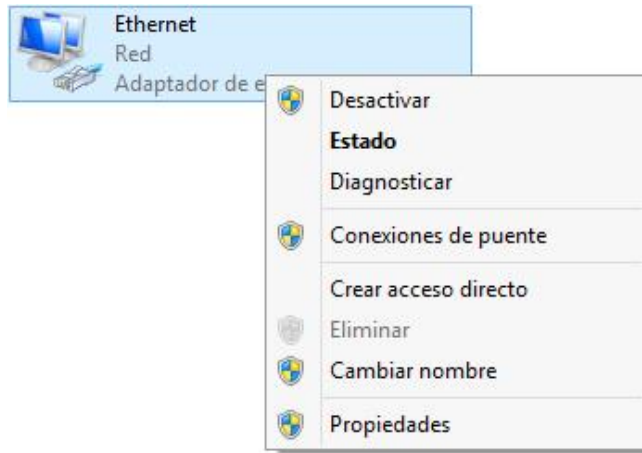 Ethernet
Red
Adaptador de e
Desactivar
Estado
Diagnosticar
Conexiones de puente
Crear acceso directo
Eliminar
Cambiar nombre
Propiedades